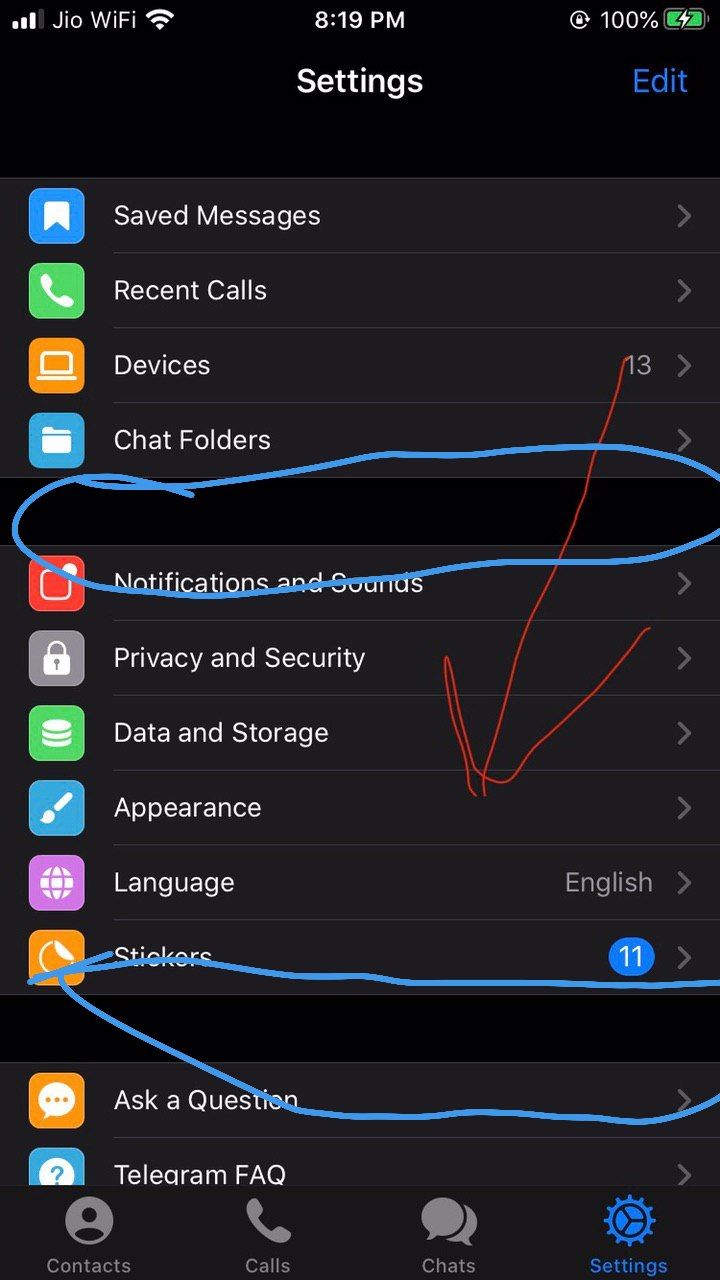 Jio WiFi 8:19 PM 100%
Settings Edit
Saved Messages
Recent Calls
Devices 13
Chat Folders
Notifications and Sounds
Privacy and Security
Data and Storage
Appearance
Language English
Stickers 11
Ask a Question
Telegram FAQ
Contacts Calls Chats Settings